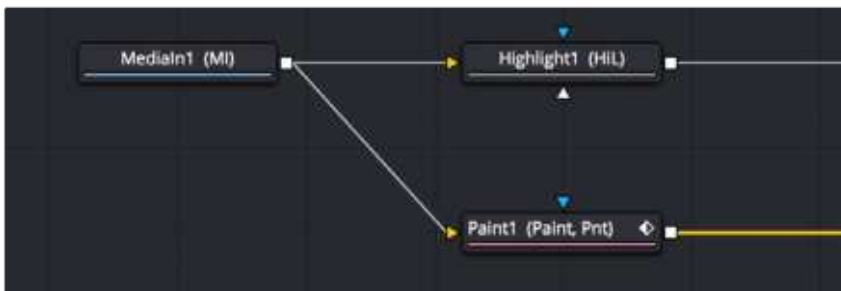 MediaIn1 (MI)
Highlight1 (HiL)
Paint1 (Paint, Pnt)